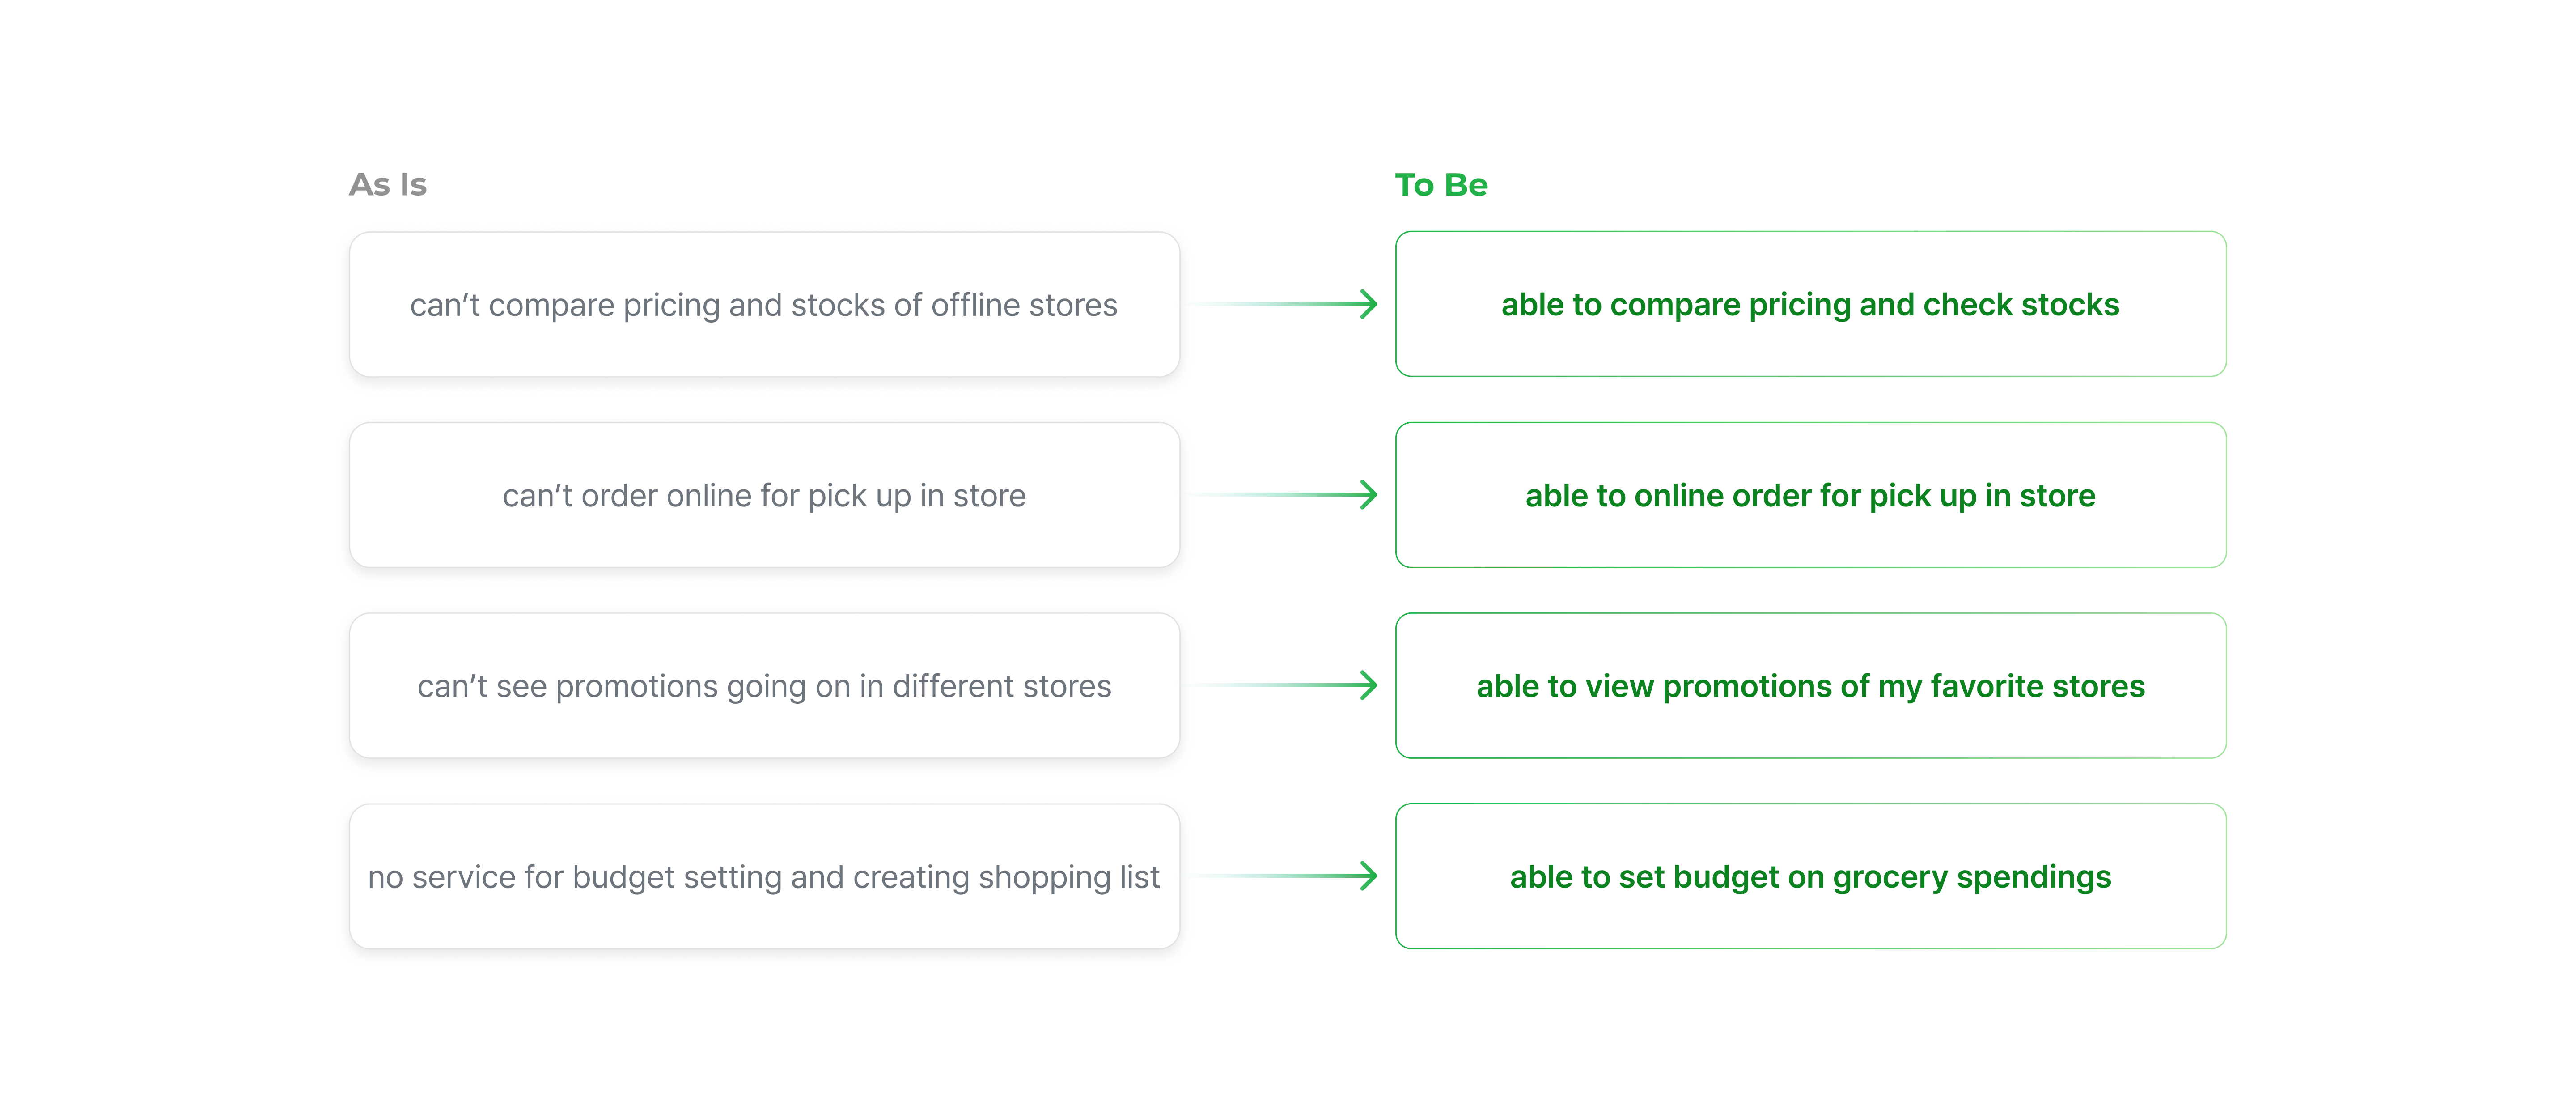 As Is
To Be
can’t compare pricing and stocks of offline stores
able to compare pricing and check stocks
can’t order online for pick up in store
able to online order for pick up in store
can’t see promotions going on in different stores
able to view promotions of my favorite stores
no service for budget setting and creating shopping list
able to set budget on grocery spendings